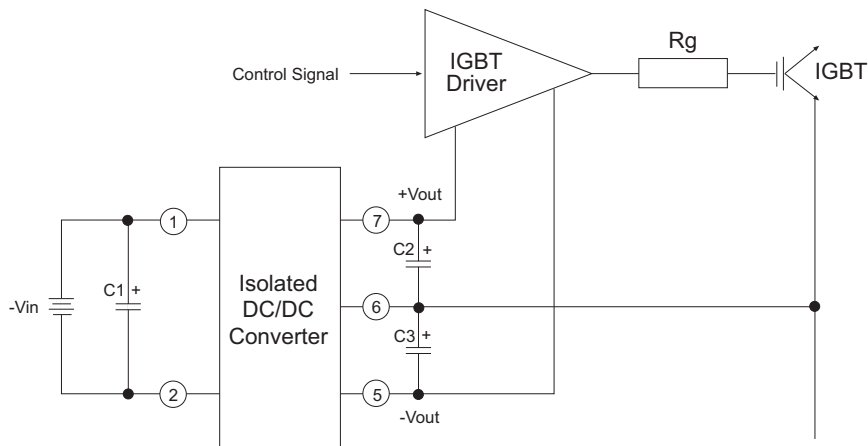 Rg
IGBT
Driver
IGBT
Control Signal
+Vout
1
7
C2 +
C1 +
Isolated
DC/DC
Converter
-Vin
6
C3 +
2
5
-Vout